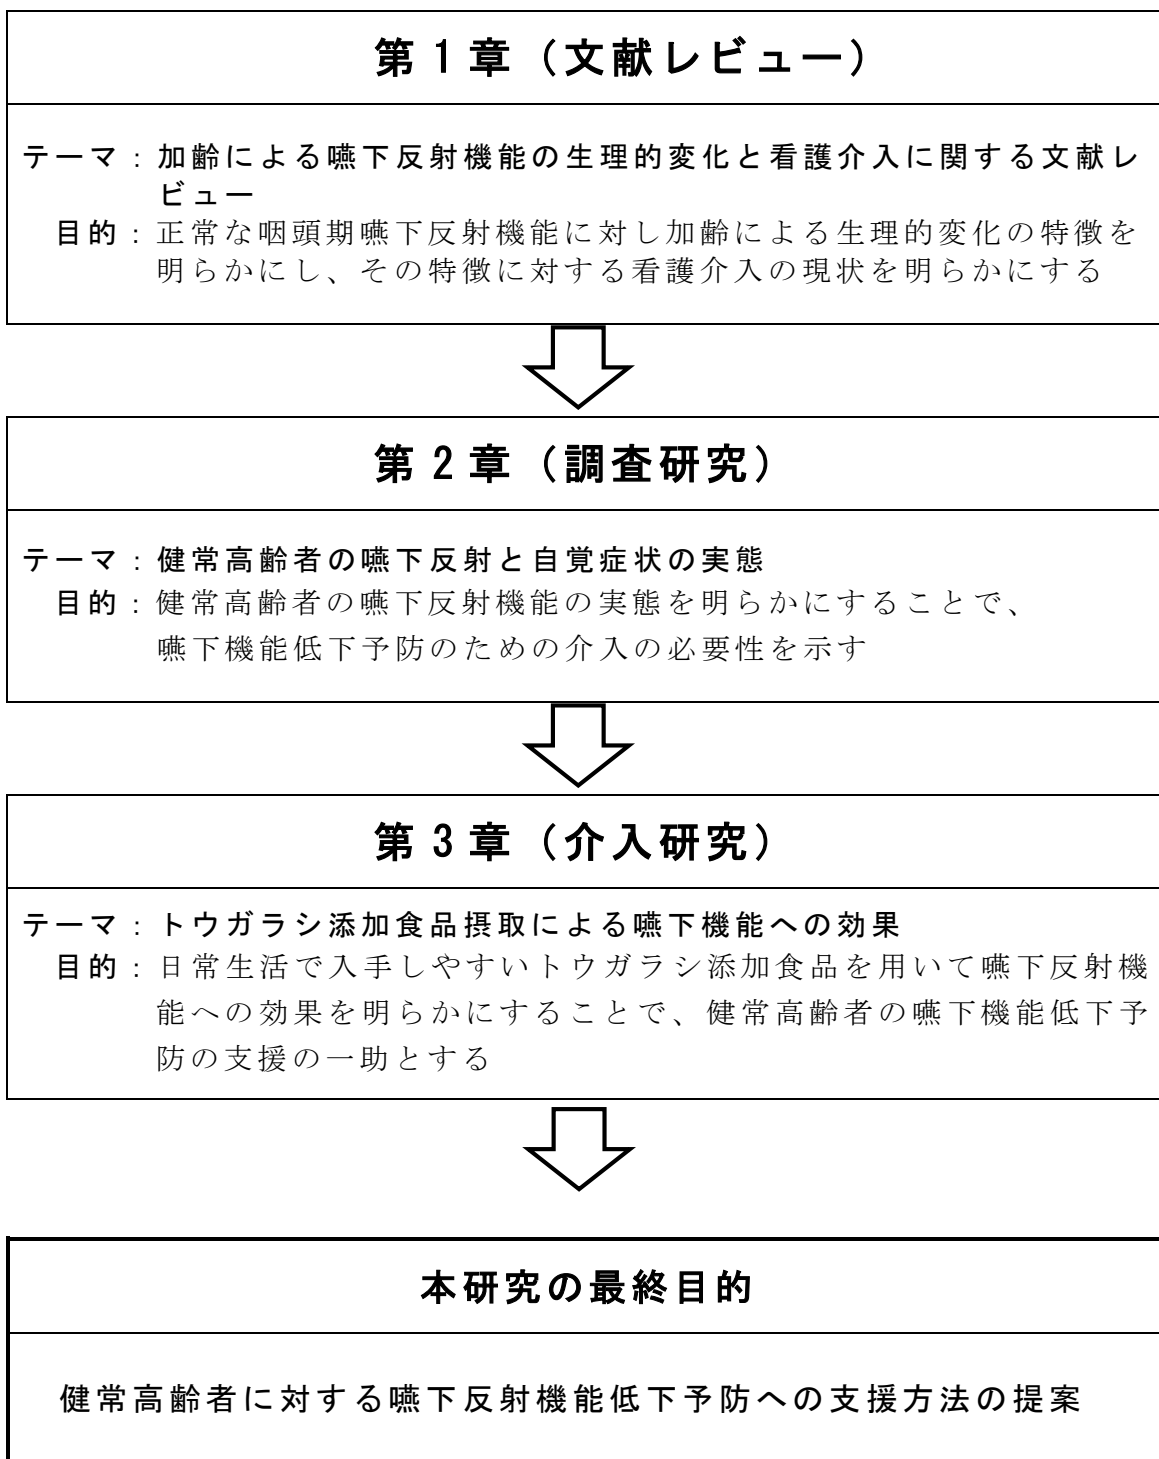 第1章（文献レビュー）
テーマ：加齢による嚥下反射機能の生理的変化と看護介入に関する文献レ
ビュー
目的：正常な咽頭期嚥下反射機能に対し加齢による生理的変化の特徴を
明らかにし、その特徴に対する看護介入の現状を明らかにする
第2章（調査研究）
テーマ：健常高齢者の嚥下反射と自覚症状の実態
目的：健常高齢者の嚥下反射機能の実態を明らかにすることで、
嚥下機能低下予防のための介入の必要性を示す
第3章（介入研究）
テーマ：トウガラシ添加食品摂取による嚥下機能への効果
目的：日常生活で入手しやすいトウガラシ添加食品を用いて嚥下反射機
能への効果を明らかにすることで、健常高齢者の嚥下機能低下予
防の支援の一助とする
本研究の最終目的
健常高齢者に対する嚥下反射機能低下予防への支援方法の提案